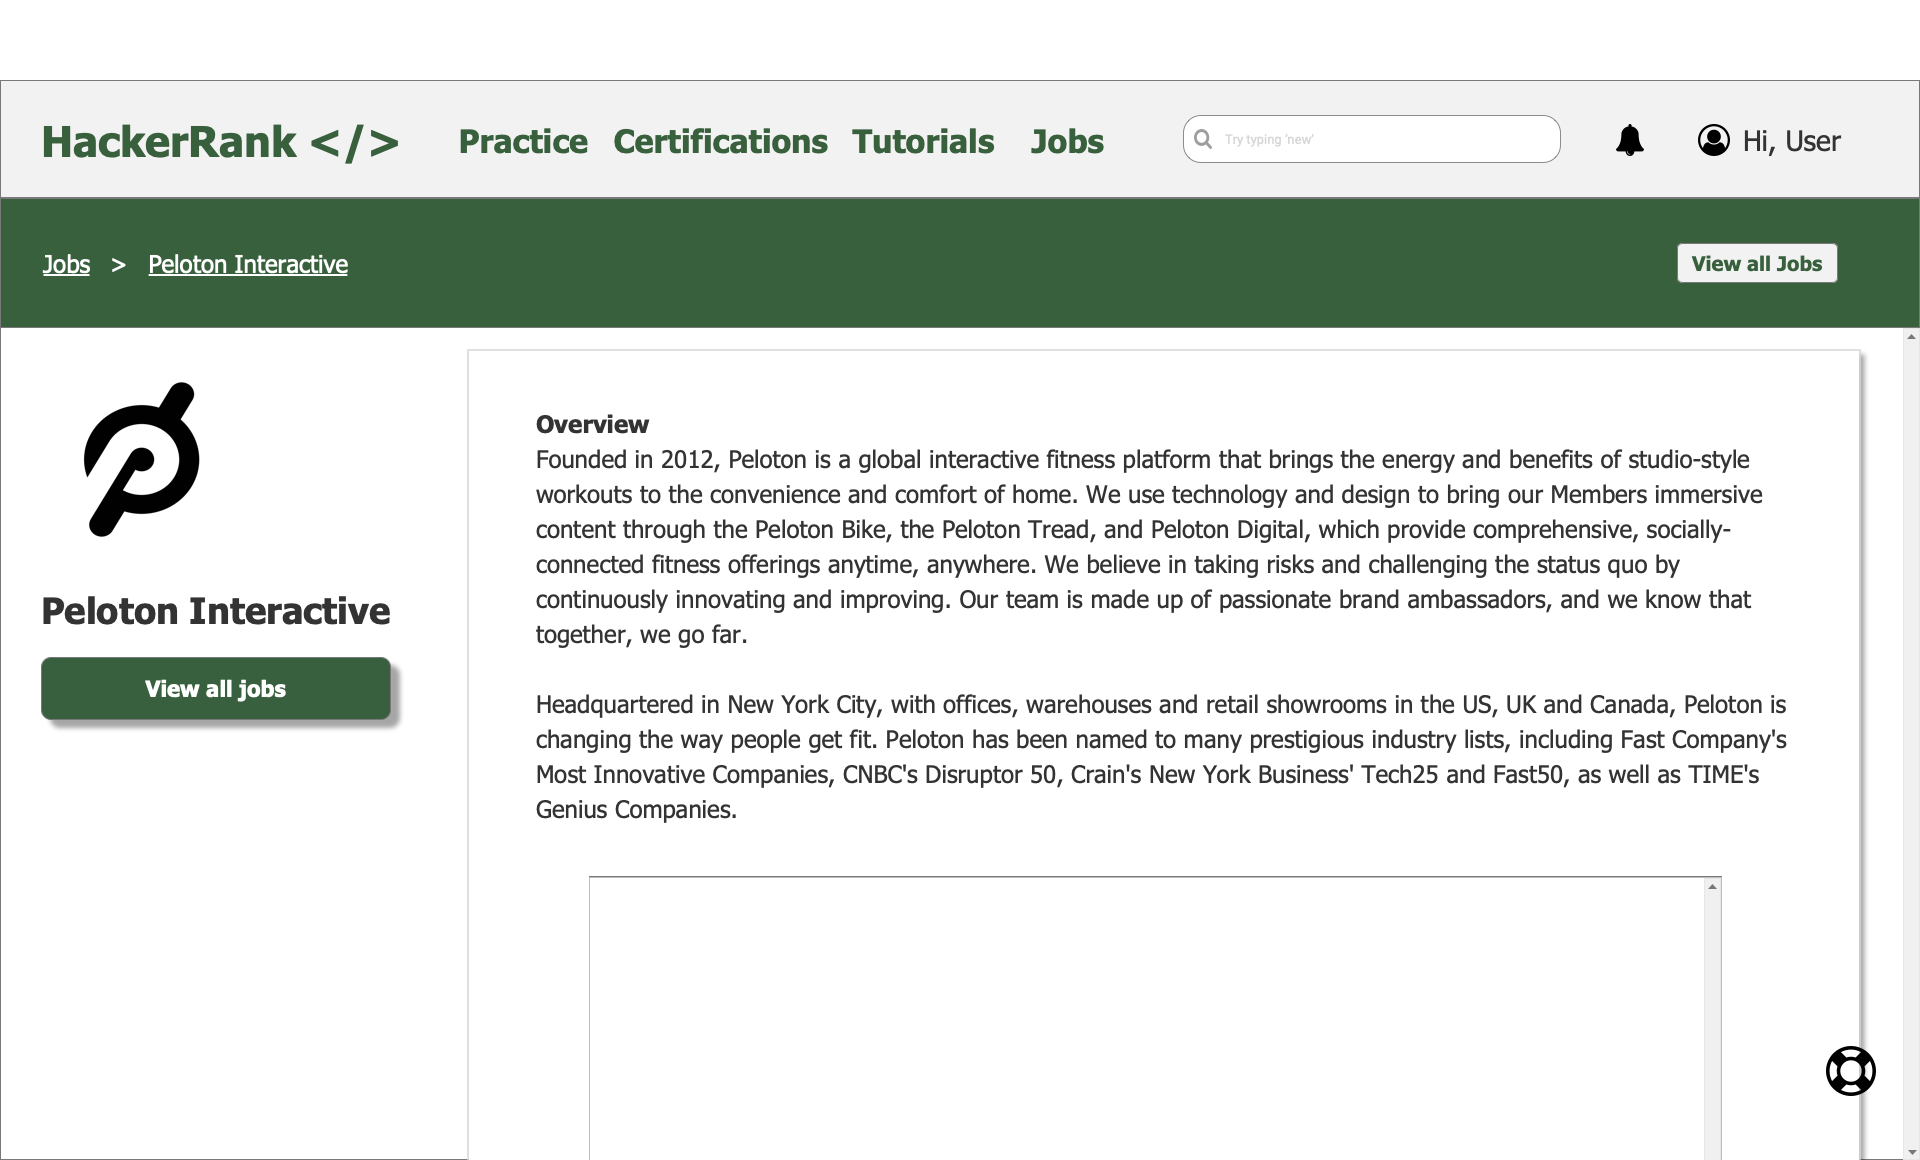 HackerRank </>
Practice Certifications Tutorials Jobs
Try typing 'new'
Hi, User
Jobs > Peloton Interactive
View all Jobs
Peloton Interactive
View all jobs
Overview
Founded in 2012, Peloton is a global interactive fitness platform that brings the energy and benefits of studio-style
workouts to the convenience and comfort of home. We use technology and design to bring our Members immersive
content through the Peloton Bike, the Peloton Tread, and Peloton Digital, which provide comprehensive, socially-
connected fitness offerings anytime, anywhere. We believe in taking risks and challenging the status quo by
continuously innovating and improving. Our team is made up of passionate brand ambassadors, and we know that
together, we go far.
Headquartered in New York City, with offices, warehouses and retail showrooms in the US, UK and Canada, Peloton is
changing the way people get fit. Peloton has been named to many prestigious industry lists, including Fast Company's
Most Innovative Companies, CNBC's Disruptor 50, Crain's New York Business' Tech25 and Fast50, as well as TIME's
Genius Companies.